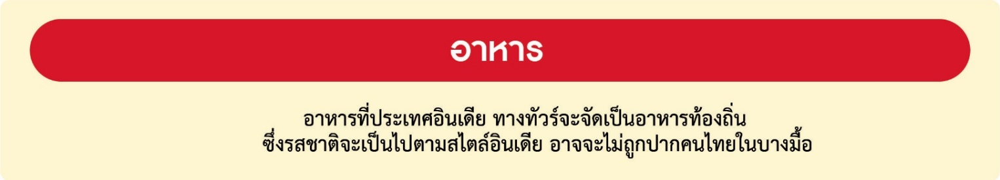 อาหาร
อาหารที่ประเทศอินเดีย ทางทัวร์จะจัดเป็นอาหารท้องถิ่น
ซึ่งรสชาติจะเป็นไปตามสไตล์อินเดีย อาจจะไม่ถูกปากคนไทยในบางมื้อ